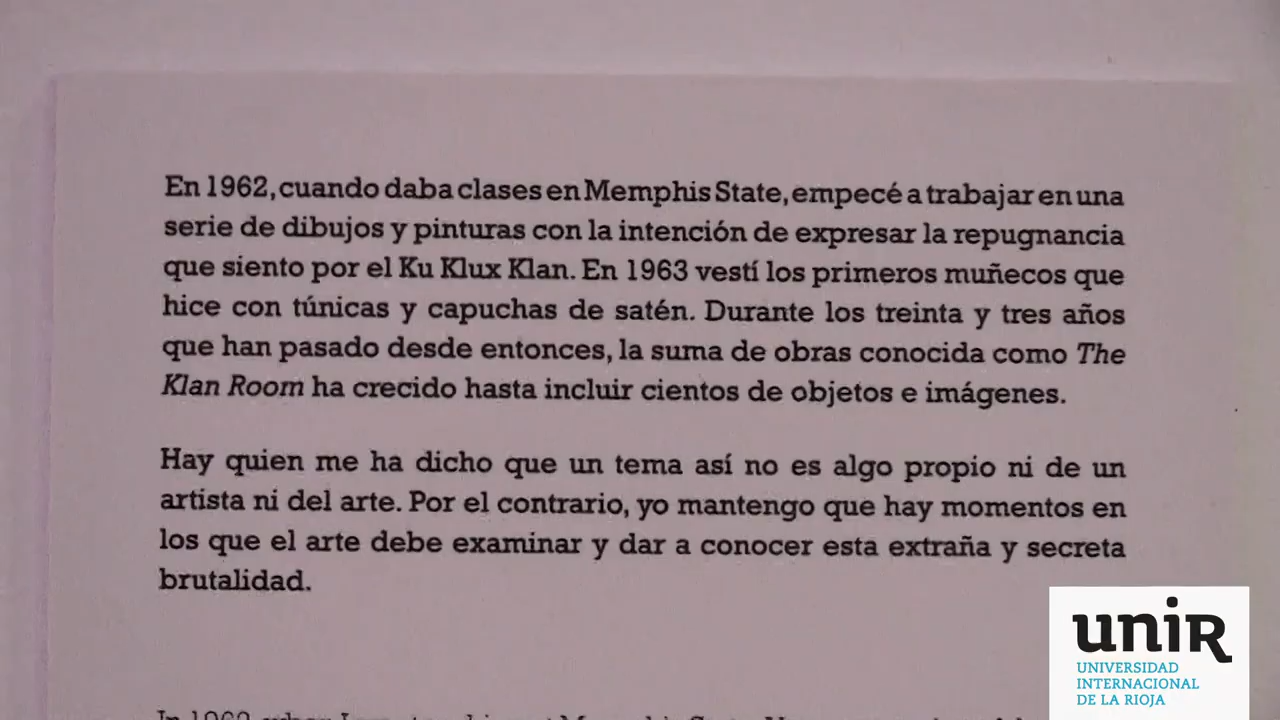 En 1962, cuando daba clases en Memphis State, empecé a trabajar en una
serie de dibujos y pinturas con la intención de expresar la repugnancia
que siento por el Ku Klux Klan. En 1963 vestí los primeros muñecos que
hice con túnicas y capuchas de satén. Durante los treinta y tres años
que han pasado desde entonces, la suma de obras conocida como The
Klan Room ha crecido hasta incluir cientos de objetos e imágenes.
Hay quien me ha dicho que un tema así no es algo propio ni de un
artista ni del arte. Por el contrario, yo mantengo que hay momentos en
los que el arte debe examinar y dar a conocer esta extraña y secreta
brutalidad.
uniR
UNIVERSIDAD
INTERNACIONAL
DE LA RIOJA